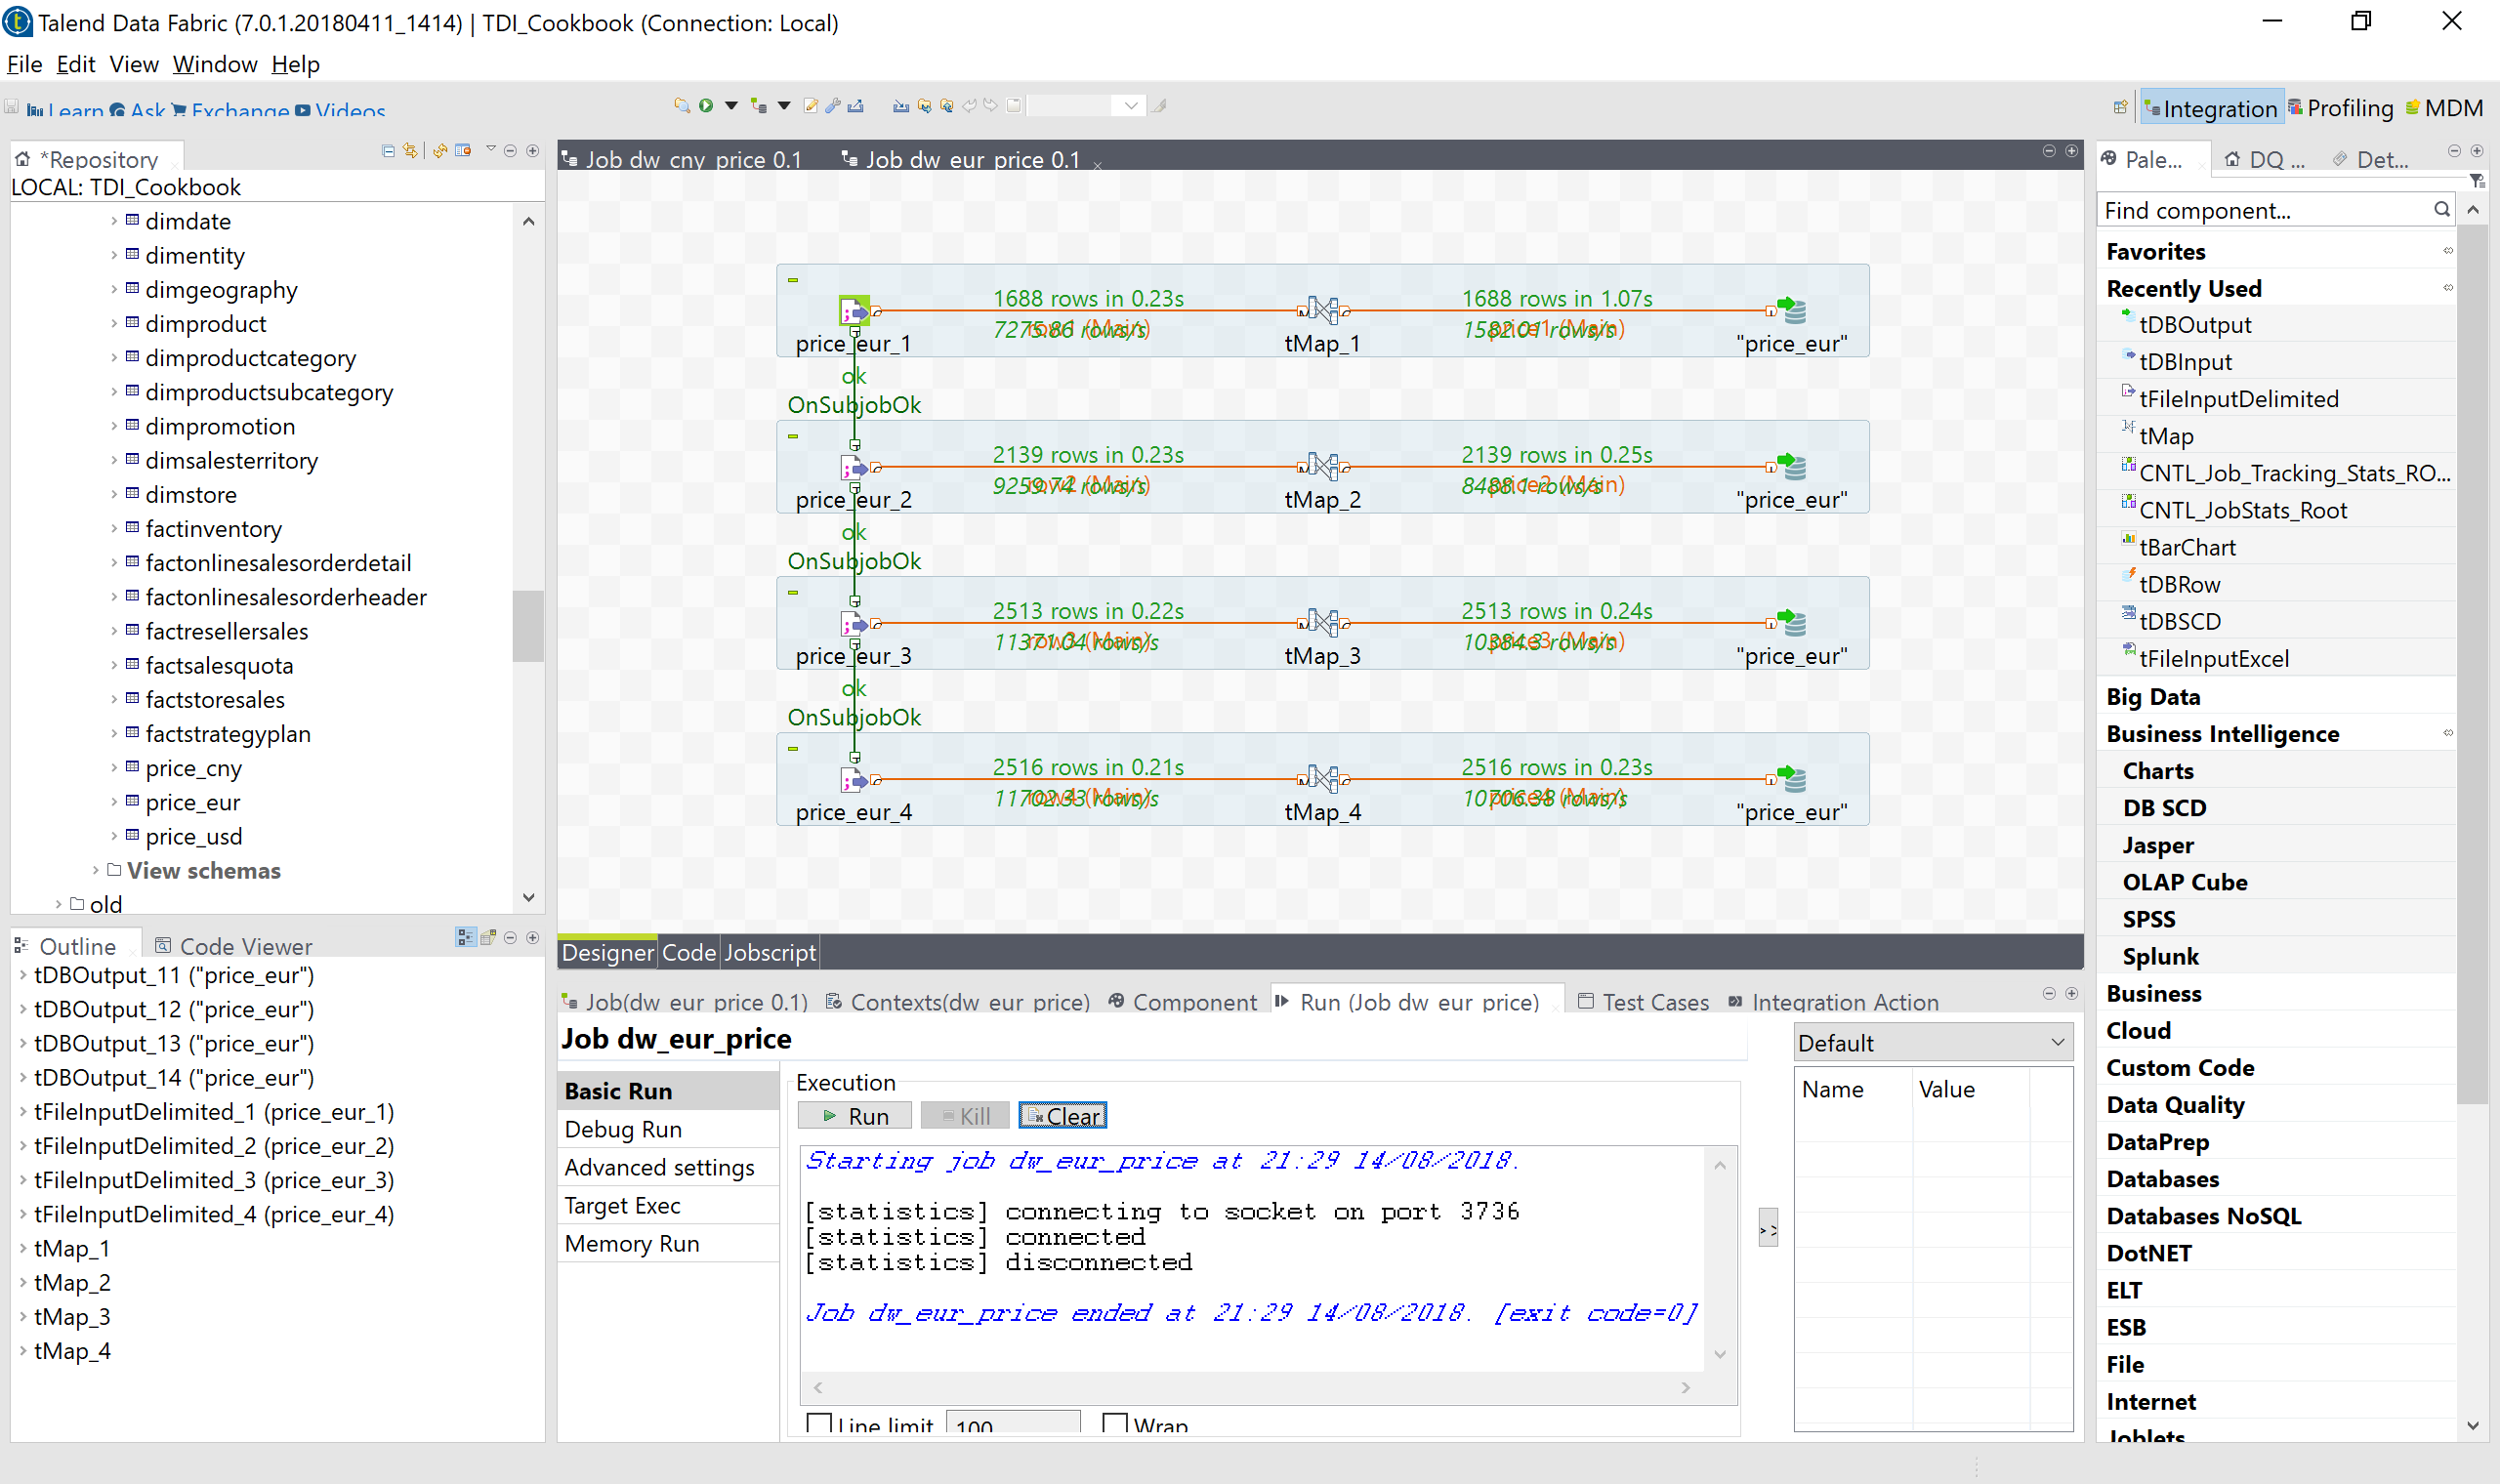 Talend Data Fabric (7.0.1.20180411_1414) | TDI_Cookbook (Connection: Local)
File Edit View Window Help
Learn Ask Exchange Videos
Integration Profiling MDM
*Repository
LOCAL: TDI_Cookbook
dimdate
dimentity
dimgeography
dimproduct
dimproductcategory
dimproductsubcategory
dimpromotion
dimsalesterritory
dimstore
factinventory
factonlinesalesorderdetail
factonlinesalesorderheader
factresellersales
factsalesquota
factstoresales
factstrategyplan
price_cny
price_eur
price_usd
View schemas
old
Outline Code Viewer
tDBOutput_11 ("price_eur")
tDBOutput_12 ("price_eur")
tDBOutput_13 ("price_eur")
tDBOutput_14 ("price_eur")
tFileInputDelimited_1 (price_eur_1)
tFileInputDelimited_2 (price_eur_2)
tFileInputDelimited_3 (price_eur_3)
tFileInputDelimited_4 (price_eur_4)
tMap_1
tMap_2
tMap_3
tMap_4
Job dw_cny_price 0.1 Job dw_eur_price 0.1
1688 rows in 0.23s 1688 rows in 1.07s
7275.86 rows/s row1 (Main) 1582.01 rows/s price1 (Main)
price_eur_1 tMap_1 "price_eur"
ok
OnSubjobOk
2139 rows in 0.23s 2139 rows in 0.25s
9259.74 rows/s row2 (Main) 8488.1 rows/s price2 (Main)
price_eur_2 tMap_2 "price_eur"
ok
OnSubjobOk
2513 rows in 0.22s 2513 rows in 0.24s
11371.04 rows/s row3 (Main) 10384.3 rows/s price3 (Main)
price_eur_3 tMap_3 "price_eur"
ok
OnSubjobOk
2516 rows in 0.21s 2516 rows in 0.23s
11702.33 rows/s row4 (Main) 10706.38 rows/s price4 (Main)
price_eur_4 tMap_4 "price_eur"
Designer Code Jobscript
Job(dw_eur_price 0.1) Contexts(dw_eur_price) Component Run (Job dw_eur_price) Test Cases Integration Action
Job dw_eur_price
Basic Run
Debug Run
Advanced settings
Target Exec
Memory Run
Execution
Run Kill Clear
Starting job dw_eur_price at 21:29 14/08/2018.
[statistics] connecting to socket on port 3736
[statistics] connected
[statistics] disconnected
Job dw_eur_price ended at 21:29 14/08/2018. [exit code=0]
Line limit 100 Wrap
>>
Default
Name Value
Pale... DQ ... Det...
Find component...
Favorites
Recently Used
tDBOutput
tDBInput
tFileInputDelimited
tMap
CNTL_Job_Tracking_Stats_RO...
CNTL_JobStats_Root
tBarChart
tDBRow
tDBSCD
tFileInputExcel
Big Data
Business Intelligence
Charts
DB SCD
Jasper
OLAP Cube
SPSS
Splunk
Business
Cloud
Custom Code
Data Quality
DataPrep
Databases
Databases NoSQL
DotNET
ELT
ESB
File
Internet
Joblets